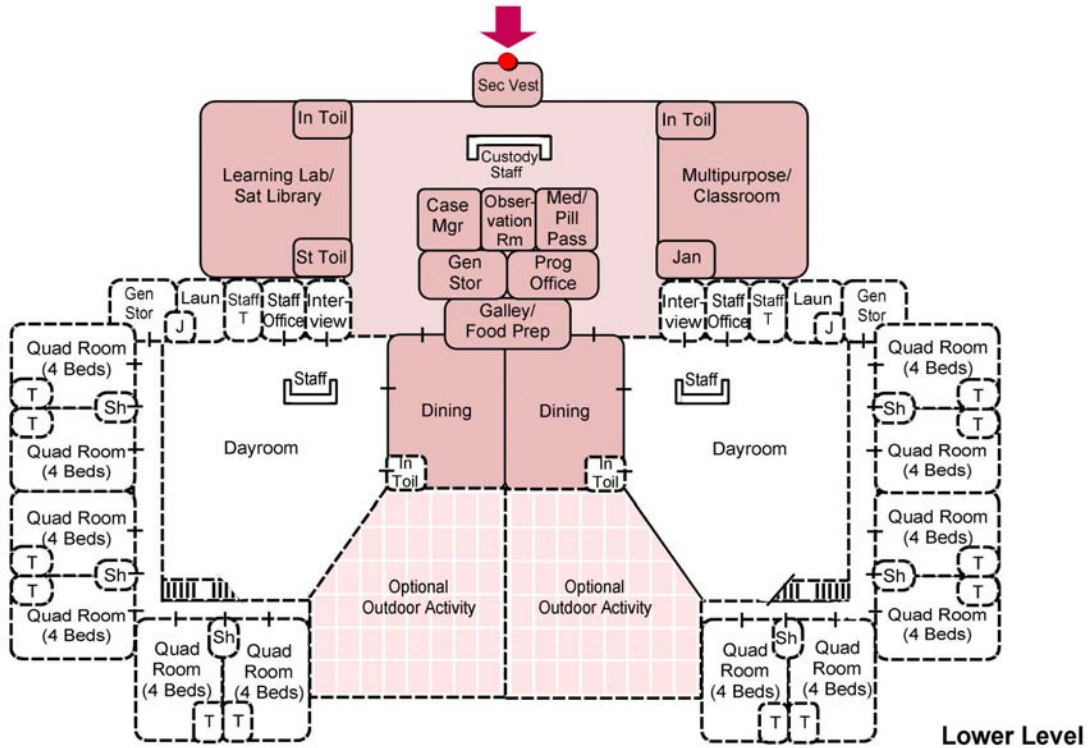 Sec Vest
In Toil
In Toil
Custody
Staff
Learning Lab/
Sat Library
Multipurpose/
Classroom
Case
Mgr
Obser-
vation
Rm
Med/
Pill
Pass
St Toil
Jan
Gen
Stor
Prog
Office
Gen
Stor
Laun
J
Staff
T
Staff
Office
Inter-
view
Galley/
Food Prep
Inter-
view
Staff
Office
Staff
T
Laun
J
Gen
Stor
Quad Room
(4 Beds)
T
Sh
T
Quad Room
(4 Beds)
Quad Room
(4 Beds)
T
Sh
T
Quad Room
(4 Beds)
Staff
Dayroom
Dining
Dining
In
Toil
In
Toil
Staff
Dayroom
Quad Room
(4 Beds)
T
Sh
T
Quad Room
(4 Beds)
Quad Room
(4 Beds)
T
Sh
T
Quad Room
(4 Beds)
Optional
Outdoor Activity
Optional
Outdoor Activity
Sh
Quad
Room
(4 Beds)
Quad
Room
(4 Beds)
T
T
Sh
Quad
Room
(4 Beds)
Quad
Room
(4 Beds)
T
T
Lower Level